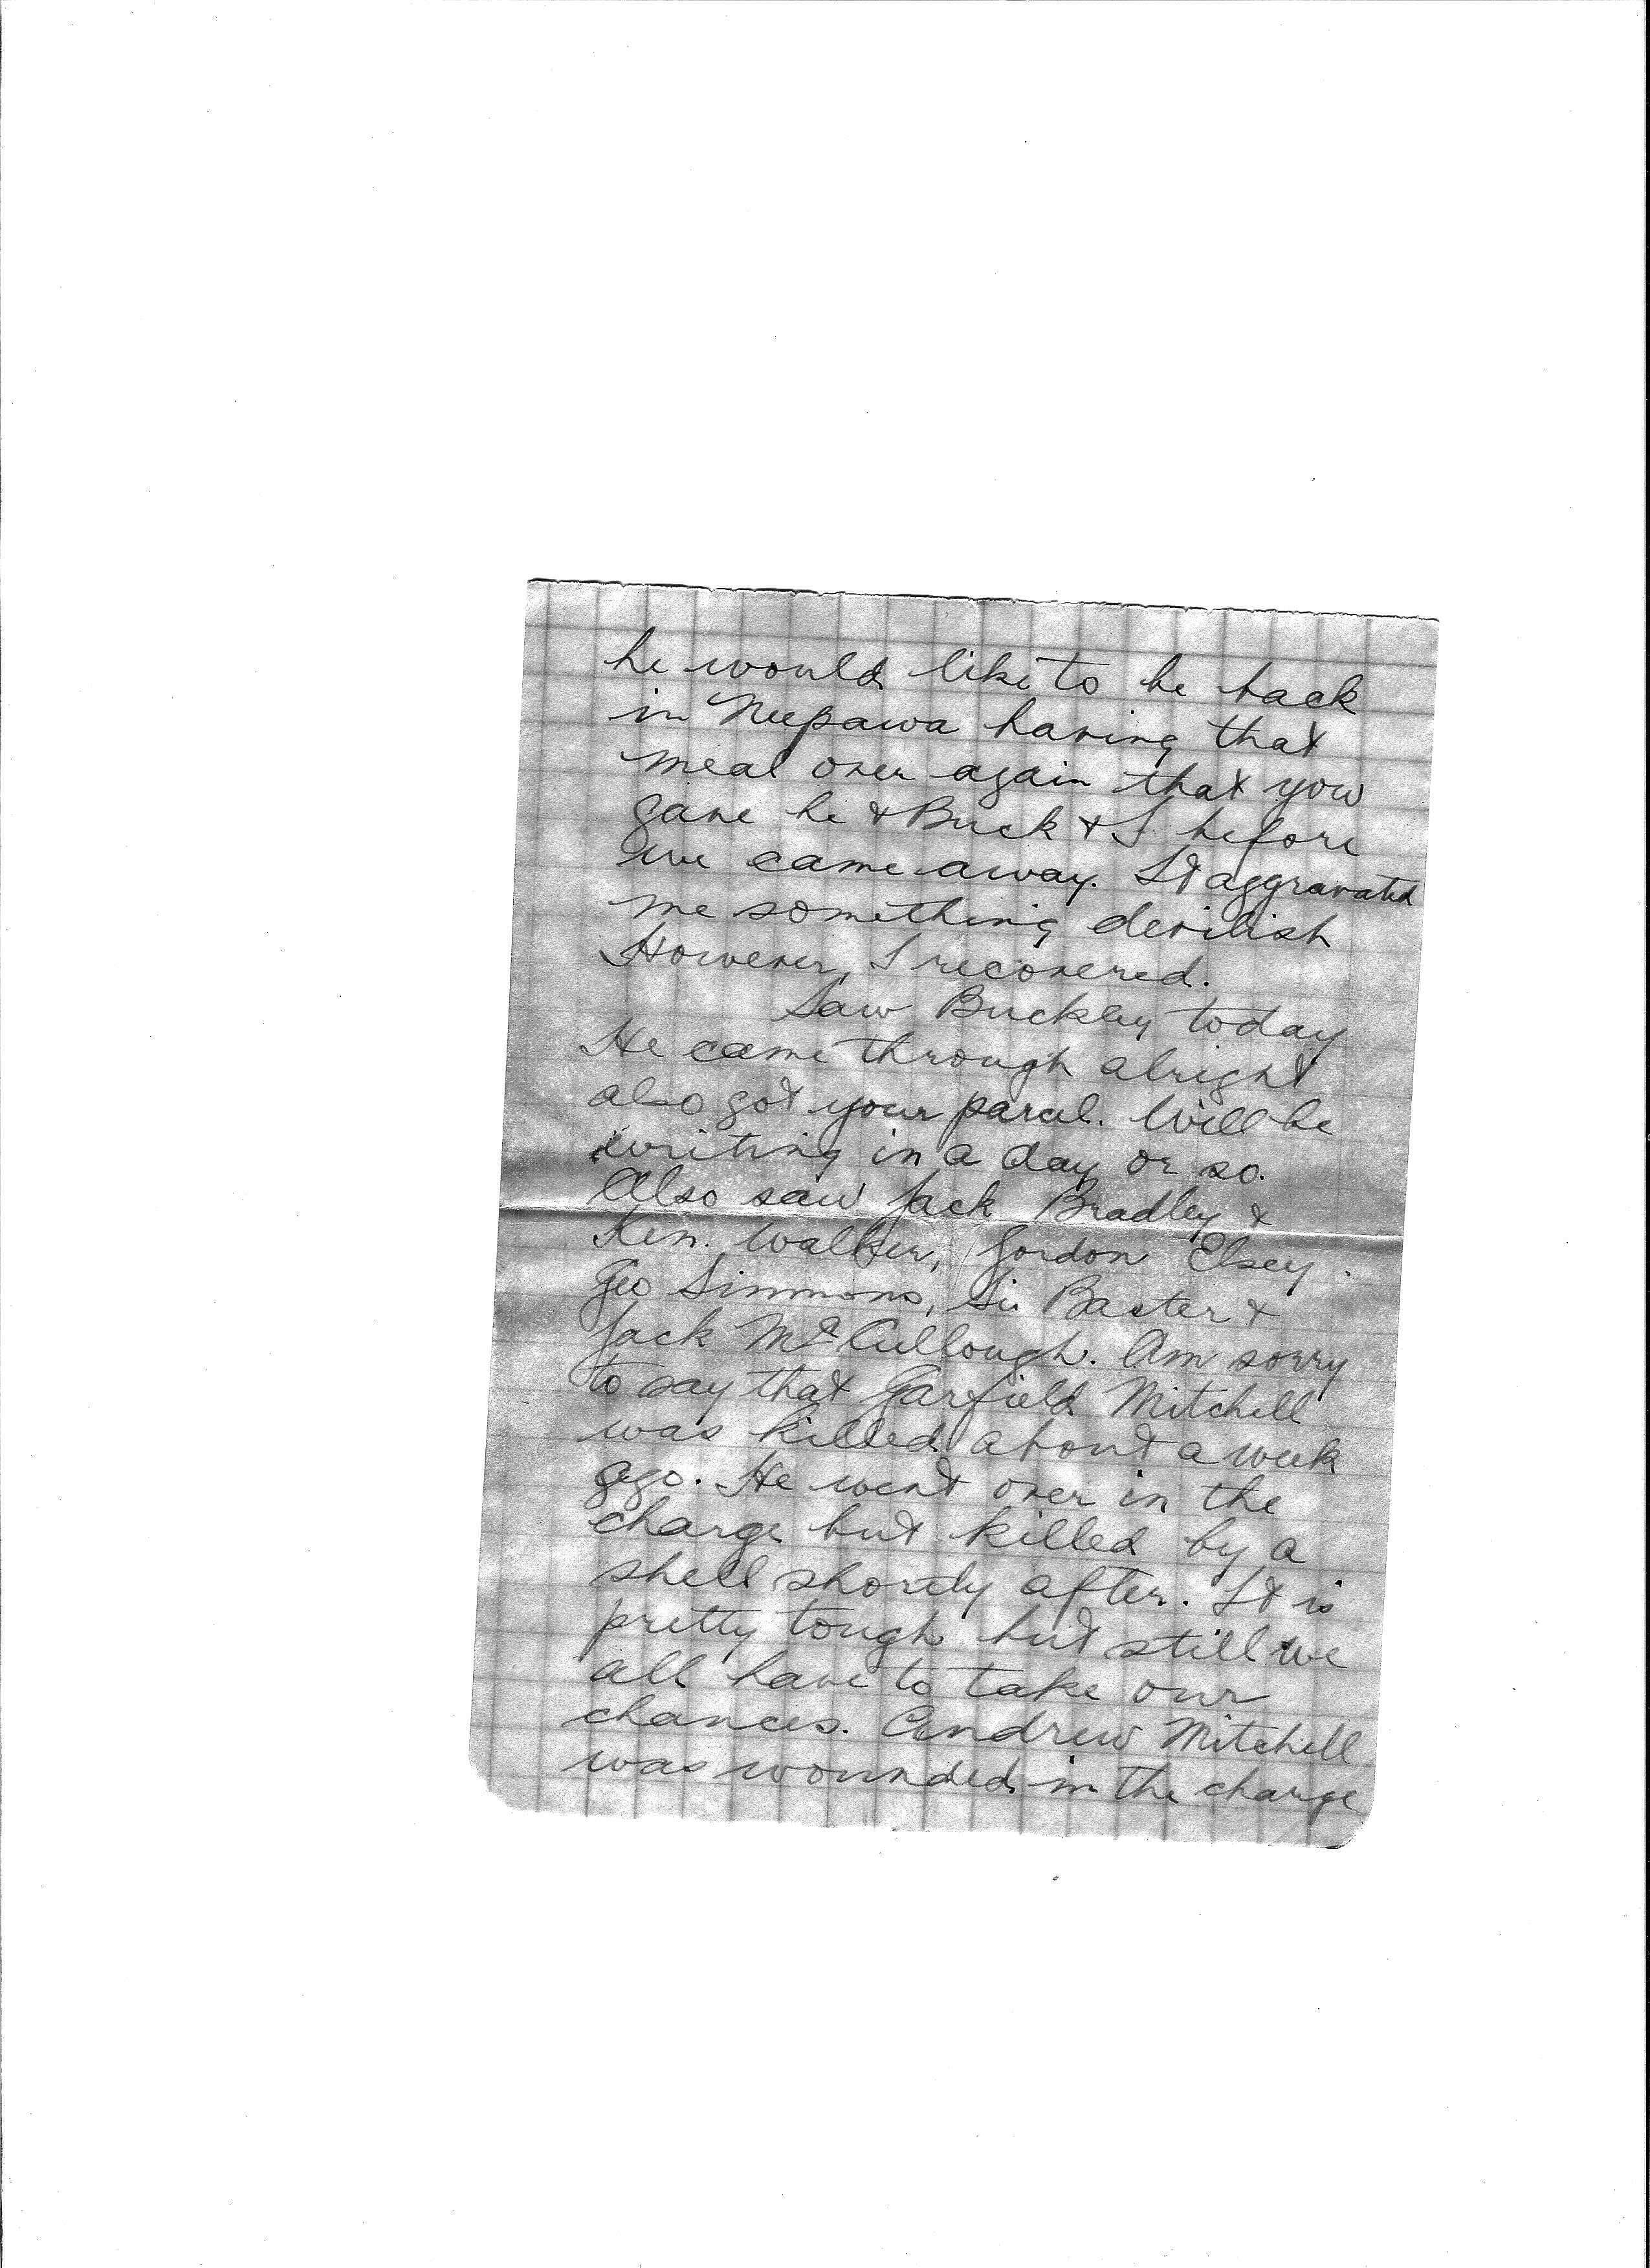 he would like to be back
in Neepawa having that
meal over again that you
gave he & Buck & I before
we came away. It aggravated
me something devilish
However, I recovered.
Saw Buckley today
He came through alright
also got your parcel. Will be
writing in a day or so.
Also saw Jack Bradley &
Ken. Walker, Gordon Elsey.
Geo Simmons, Baxter &
Jack McCullough. Am sorry
to say that Garfield Mitchell
was killed about a week
ago. He went over in the
charge but killed by a
shell shortly after. It is
pretty tough but still we
all have to take our
chances. Andrew Mitchell
was wounded in the charge